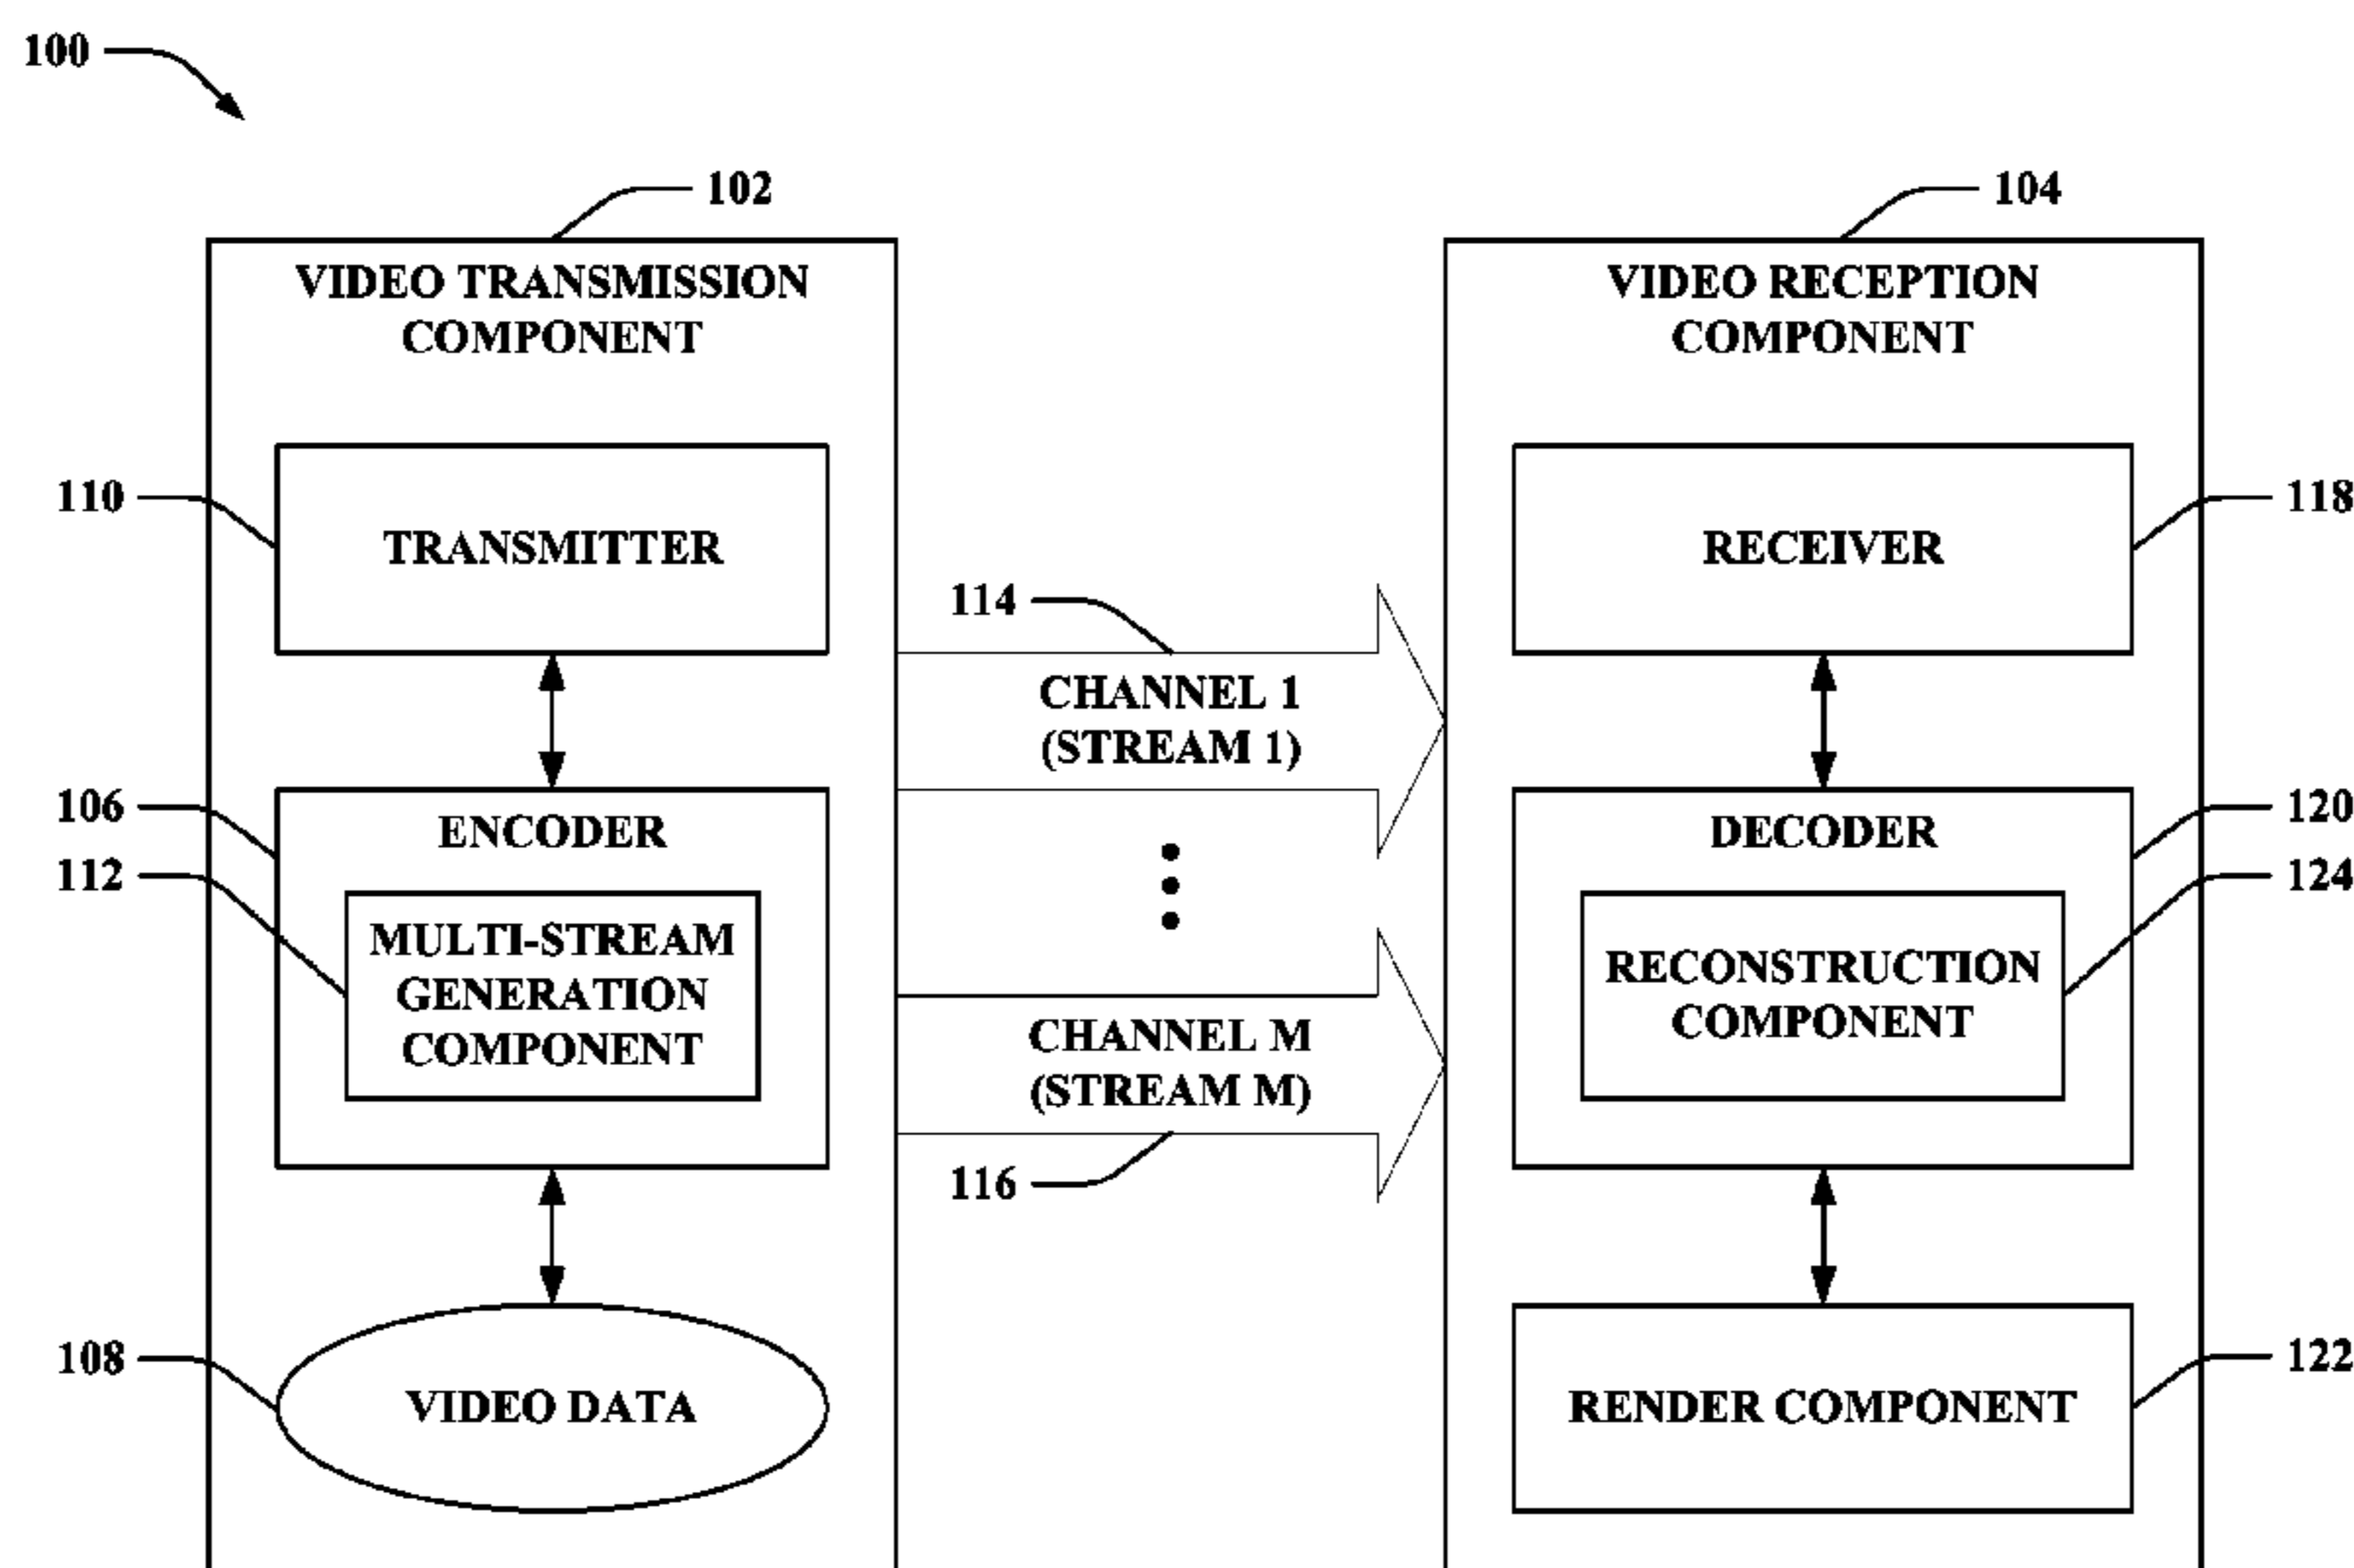 100
102
104
VIDEO TRANSMISSION
COMPONENT
VIDEO RECEPTION
COMPONENT
110
TRANSMITTER
RECEIVER
118
114
CHANNEL 1
(STREAM 1)
106
ENCODER
DECODER
120
112
124
MULTI-STREAM
GENERATION
COMPONENT
RECONSTRUCTION
COMPONENT
CHANNEL M
(STREAM M)
116
108
VIDEO DATA
RENDER COMPONENT
122